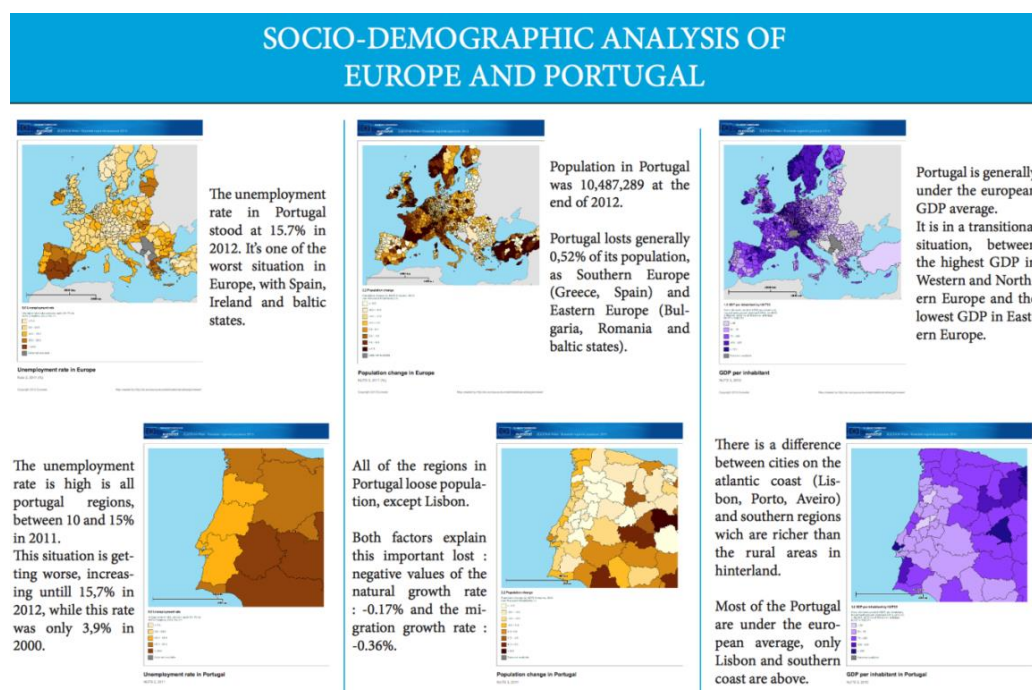 SOCIO-DEMOGRAPHIC ANALYSIS OF
EUROPE AND PORTUGAL
The unemployment
rate in Portugal
stood at 15.7% in
2012. It's one of the
worst situation in
Europe, with Spain,
Ireland and baltic
states.
Unemployment rate in Europe
Population in Portugal
was 10,487,289 at the
end of 2012.
Portugal losts generally
0,52% of its population,
as Southern Europe
(Greece, Spain) and
Eastern Europe (Bul-
garia, Romania and
baltic states).
Population change in Europe
Portugal is generally
under the european
GDP average.
It is in a transitiona
situation, between
the highest GDP in
Western and North-
ern Europe and the
lowest GDP in East-
ern Europe.
GDP per inhabitant
The unemployment
rate is high is all
portugal regions,
between 10 and 15%
in 2011.
This situation is get-
ting worse, increas-
ing untill 15,7% in
2012, while this rate
was only 3,9% in
2000.
Unemployment rate in Portugal
All of the regions in
Portugal loose popula-
tion, except Lisbon.
Both factors explain
this important lost :
negative values of the
natural growth rate
: -0.17% and the mi-
gration growth rate :
-0.36%.
Population change in Portugal
There is a difference
between cities on the
atlantic coast (Lis-
bon, Porto, Aveiro)
and southern regions
wich are richer than
the rural areas in
hinterland.
Most of the Portugal
are under the euro-
pean average, only
Lisbon and southern
coast are above.
GDP per inhabitant in Portugal